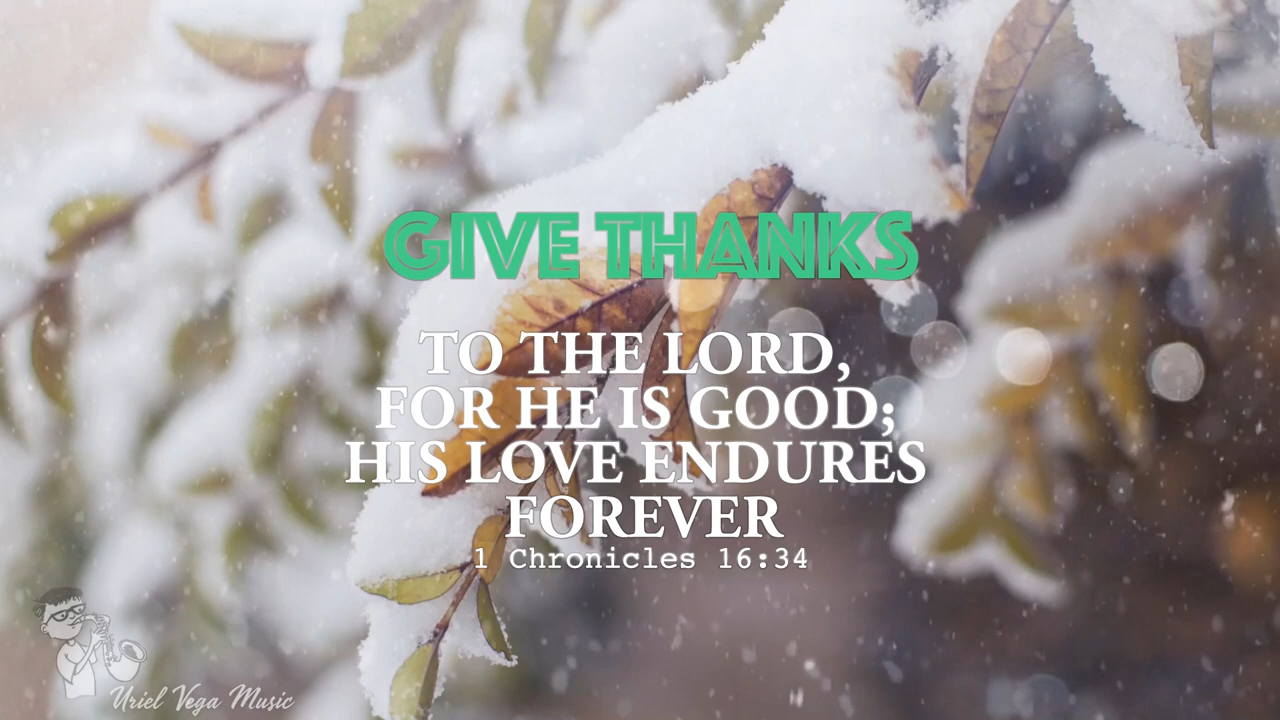 GIVE THANKS
TO THE LORD,
FOR HE IS GOOD;
HIS LOVE ENDURES
FOREVER
1 Chronicles 16:34
Uriel Vega Music